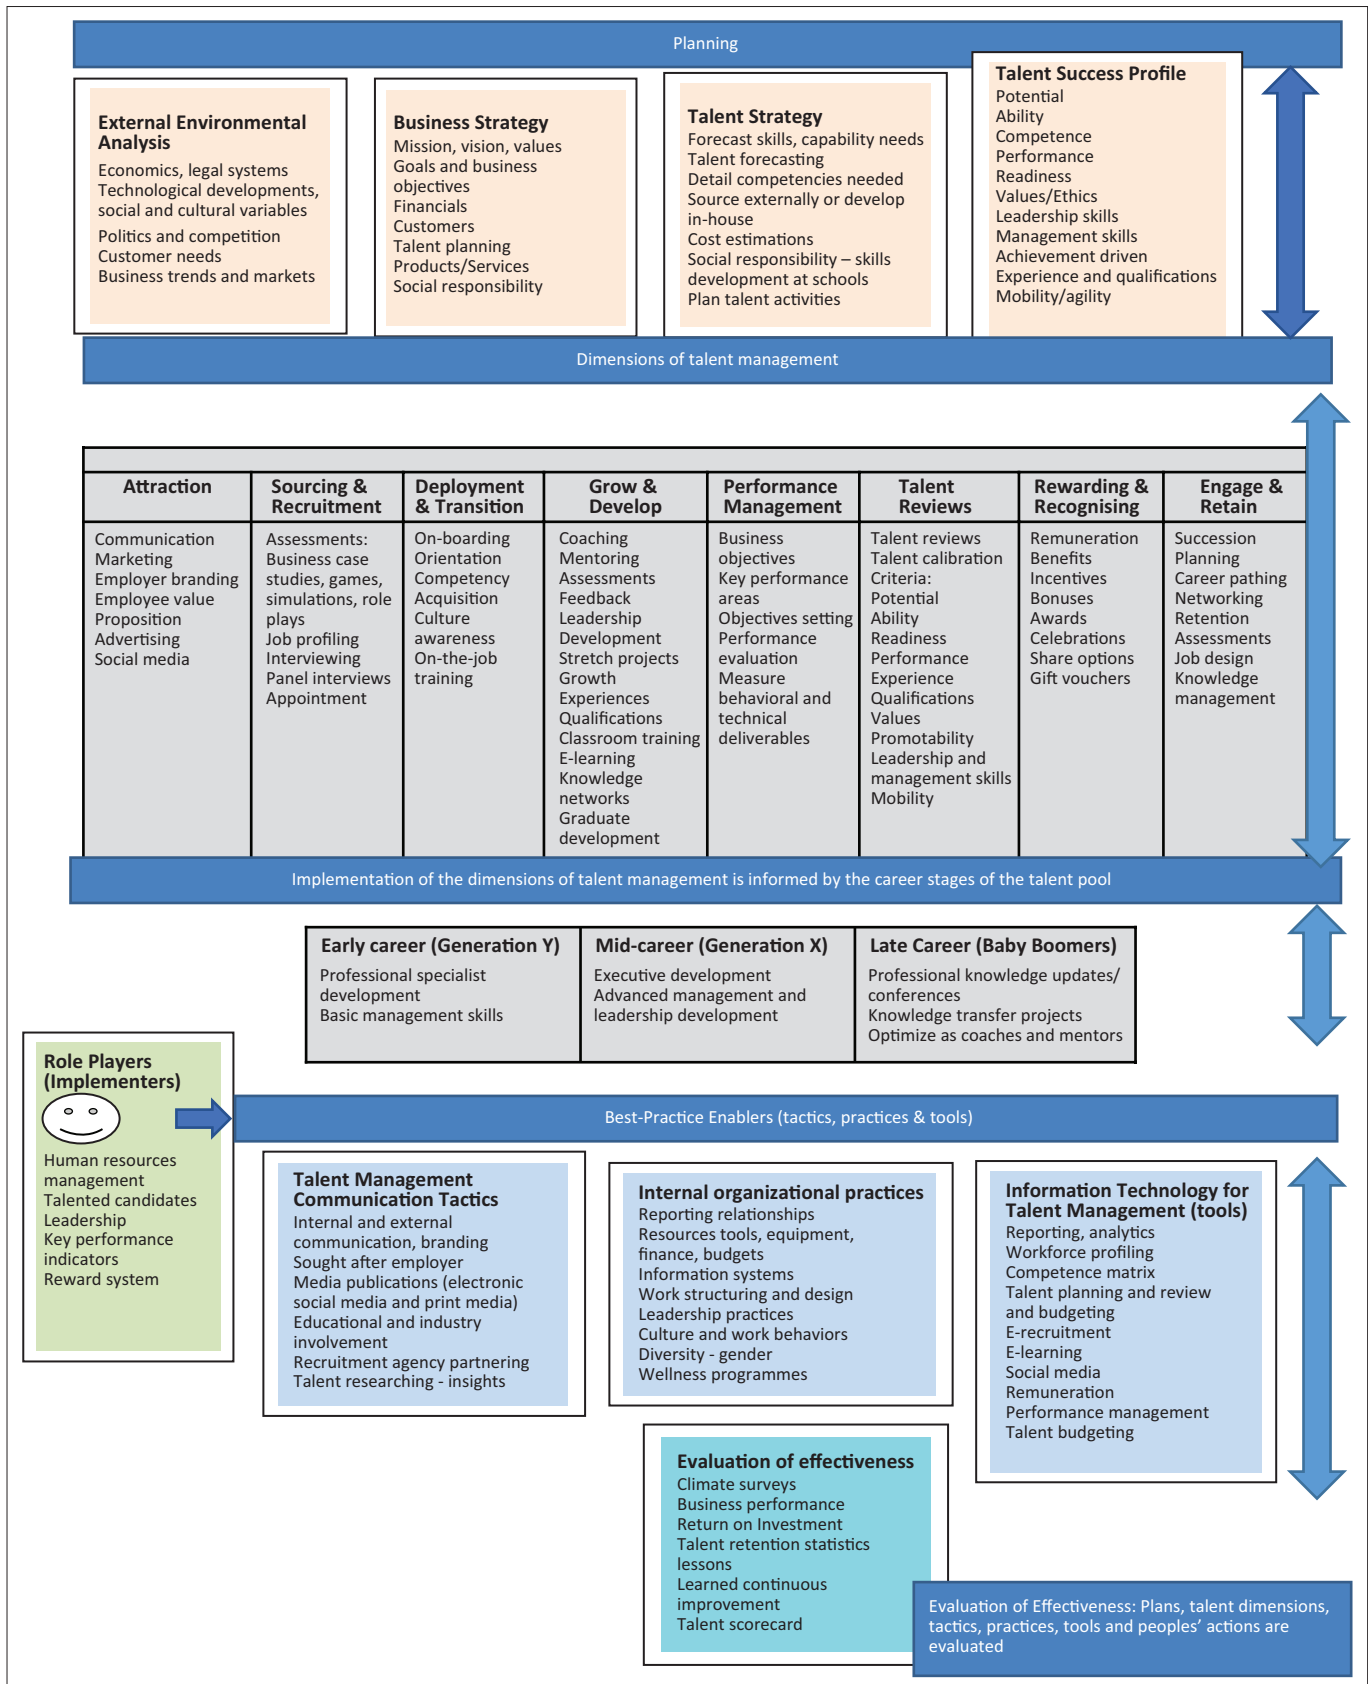 Planning
External Environmental
Analysis
Economics, legal systems
Technological developments,
social and cultural variables
Politics and competition
Customer needs
Business trends and markets
Business Strategy
Mission, vision, values
Goals and business
objectives
Financials
Customers
Talent planning
Products/Services
Social responsibility
Talent Strategy
Forecast skills, capability needs
Talent forecasting
Detail competencies needed
Source externally or develop
in-house
Cost estimations
Social responsibility – skills
development at schools
Plan talent activities
Talent Success Profile
Potential
Ability
Competence
Performance
Readiness
Values/Ethics
Leadership skills
Management skills
Achievement driven
Experience and qualifications
Mobility/agility
Dimensions of talent management
Attraction
Communication
Marketing
Employer branding
Employee value
Proposition
Advertising
Social media
Sourcing &
Recruitment
Assessments:
Business case
studies, games,
simulations, role
plays
Job profiling
Interviewing
Panel interviews
Appointment
Deployment
& Transition
On-boarding
Orientation
Competency
Acquisition
Culture
awareness
On-the-job
training
Grow &
Develop
Coaching
Mentoring
Assessments
Feedback
Leadership
Development
Stretch projects
Growth
Experiences
Qualifications
Classroom training
E-learning
Knowledge
networks
Graduate
development
Performance
Management
Business
objectives
Key performance
areas
Objectives setting
Performance
evaluation
Measure
behavioral and
technical
deliverables
Talent
Reviews
Talent reviews
Talent calibration
Criteria:
Potential
Ability
Readiness
Performance
Experience
Qualifications
Values
Promotability
Leadership and
management skills
Mobility
Rewarding &
Recognising
Remuneration
Benefits
Incentives
Bonuses
Awards
Celebrations
Share options
Gift vouchers
Engage &
Retain
Succession
Planning
Career pathing
Networking
Retention
Assessments
Job design
Knowledge
management
Implementation of the dimensions of talent management is informed by the career stages of the talent pool
Early career (Generation Y)
Professional specialist
development
Basic management skills
Mid-career (Generation X)
Executive development
Advanced management and
leadership development
Late Career (Baby Boomers)
Professional knowledge updates/
conferences
Knowledge transfer projects
Optimize as coaches and mentors
Role Players
(Implementers)
Human resources
management
Talented candidates
Leadership
Key performance
indicators
Reward system
Best-Practice Enablers (tactics, practices & tools)
Talent Management
Communication Tactics
Internal and external
communication, branding
Sought after employer
Media publications (electronic
social media and print media)
Educational and industry
involvement
Recruitment agency partnering
Talent researching - insights
Internal organizational practices
Reporting relationships
Resources tools, equipment,
finance, budgets
Information systems
Work structuring and design
Leadership practices
Culture and work behaviors
Diversity - gender
Wellness programmes
Information Technology for
Talent Management (tools)
Reporting, analytics
Workforce profiling
Competence matrix
Talent planning and review
and budgeting
E-recruitment
E-learning
Social media
Remuneration
Performance management
Talent budgeting
Evaluation of effectiveness
Climate surveys
Business performance
Return on Investment
Talent retention statistics
lessons
Learned continuous
improvement
Talent scorecard
Evaluation of Effectiveness: Plans, talent dimensions,
tactics, practices, tools and peoples’ actions are
evaluated